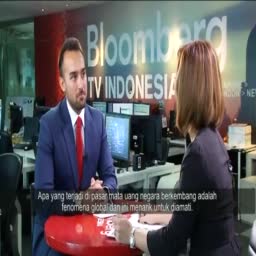 Bloomberg
TV INDONESIA
Apa yang terjadi di pasar mata uang negara berkembang adalah
fenomena global dan ini menarik untuk diamati.